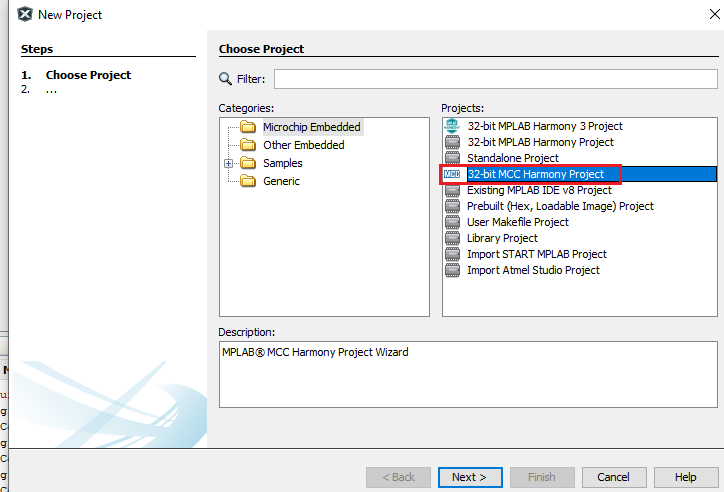 New Project
Steps
1. Choose Project
2. ...
Choose Project
Filter:
Categories:
Microchip Embedded
Other Embedded
Samples
Generic
Projects:
32-bit MPLAB Harmony 3 Project
32-bit MPLAB Harmony Project
Standalone Project
MCC 32-bit MCC Harmony Project
Existing MPLAB IDE v8 Project
Prebuilt (Hex, Loadable Image) Project
User Makefile Project
Library Project
Import START MPLAB Project
Import Atmel Studio Project
Description:
MPLAB® MCC Harmony Project Wizard
< Back
Next >
Finish
Cancel
Help